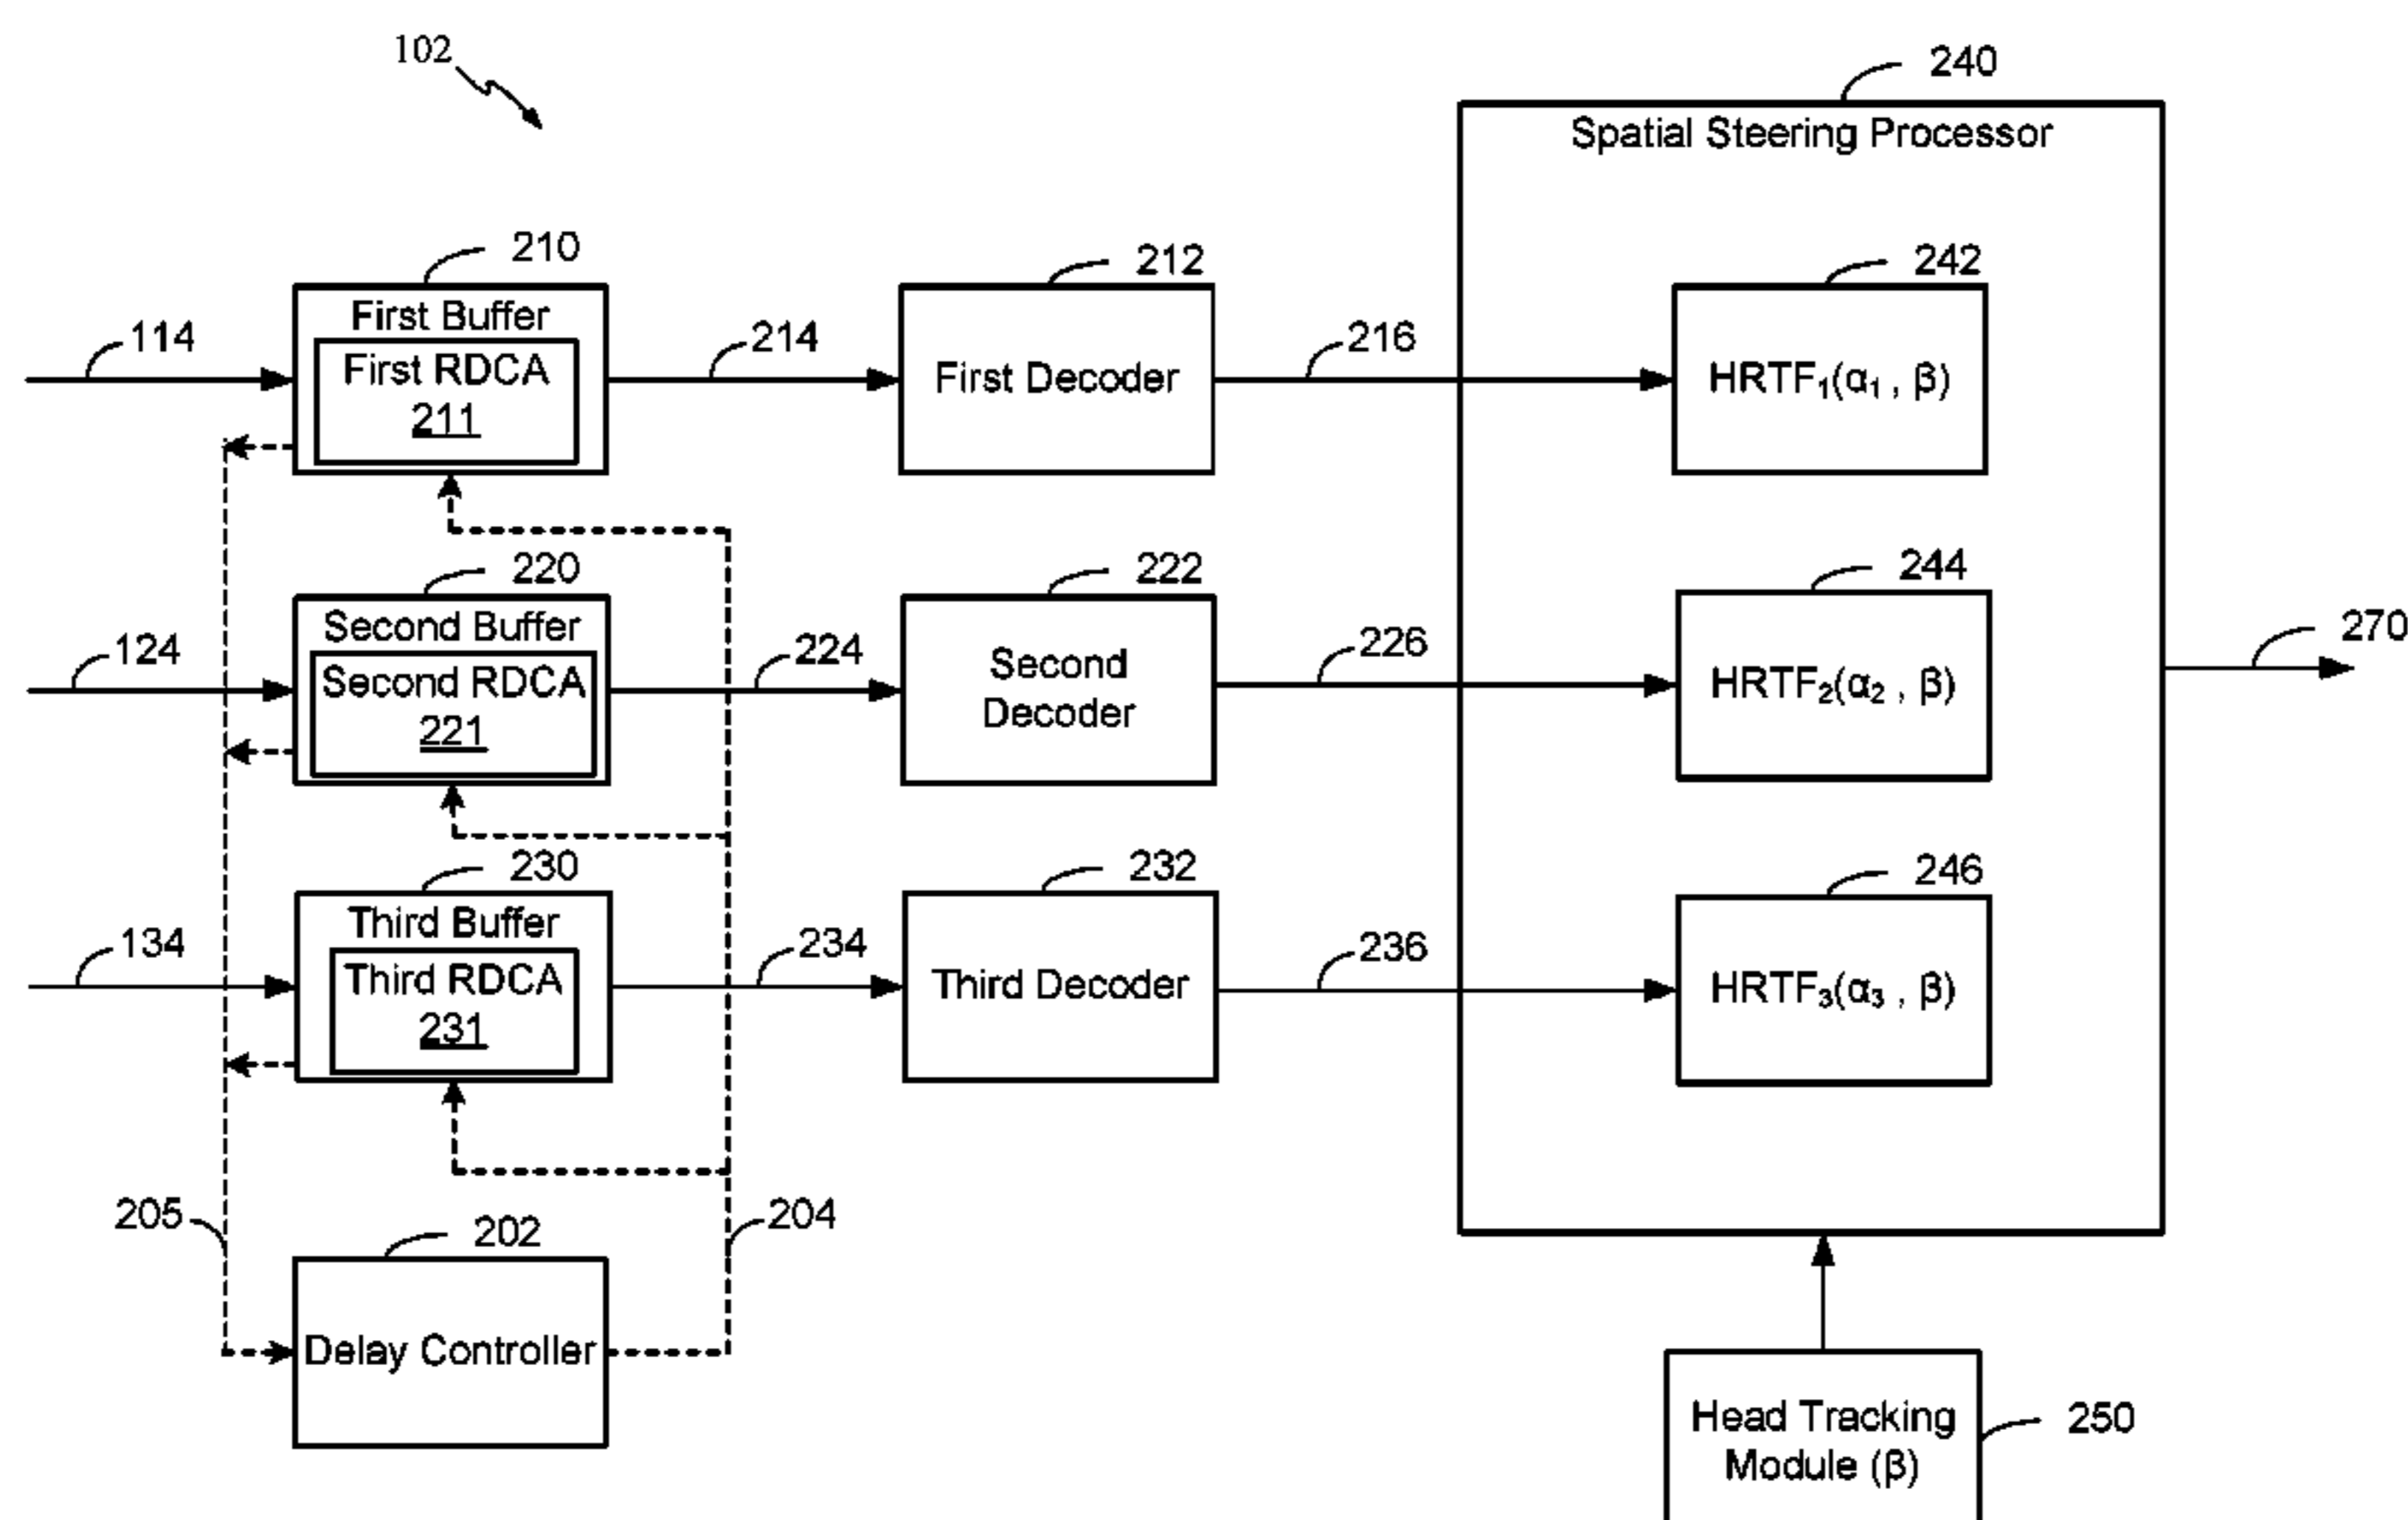 102
240
Spatial Steering Processor
210
212
242
First Buffer
114
First RDCA
211
214
First Decoder
216
HRTF₁(α₁ , β)
220
222
244
Second Buffer
124
Second RDCA
221
224
Second
Decoder
226
HRTF₂(α₂ , β)
270
230
232
246
Third Buffer
134
Third RDCA
231
234
Third Decoder
236
HRTF₃(α₃ , β)
205
202
204
Delay Controller
Head Tracking
Module (β)
250